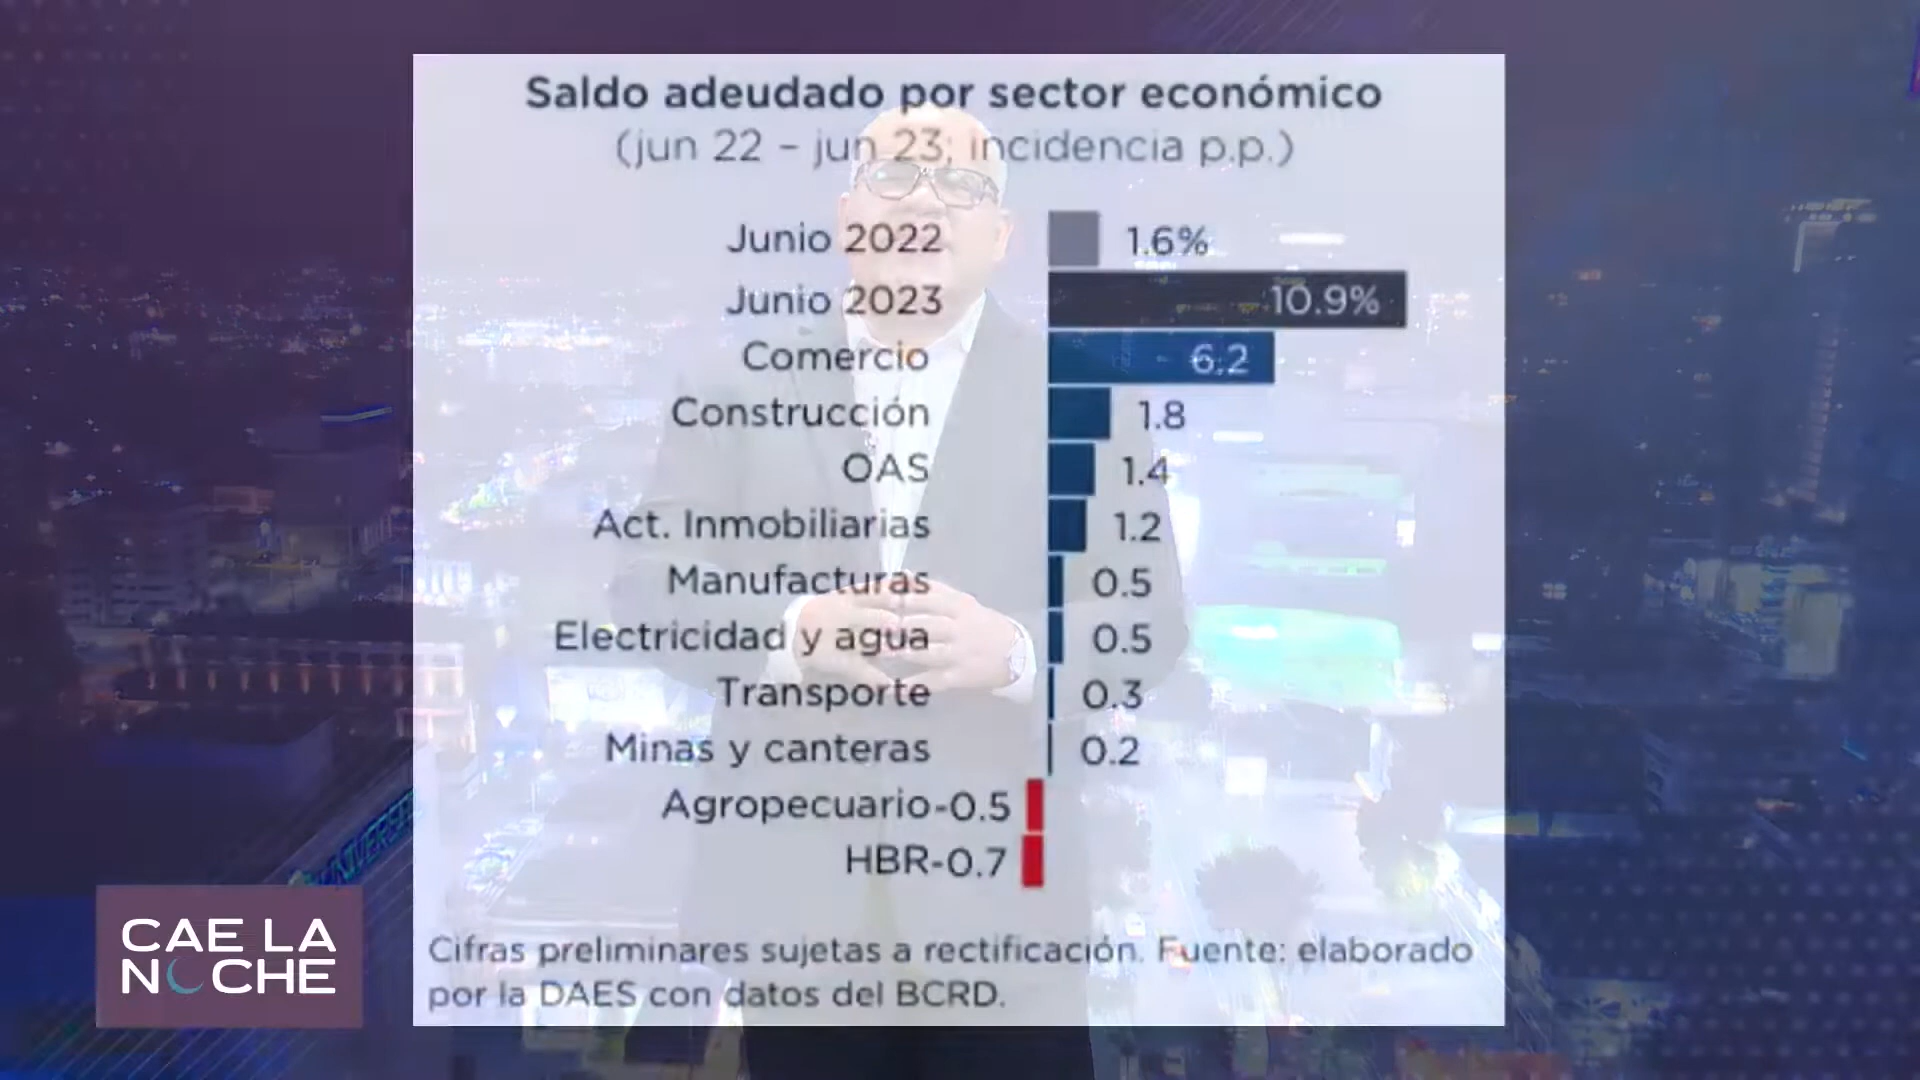 Saldo adeudado por sector económico
(jun 22 – jun 23; incidencia p.p.)
Junio 2022 1.6%
Junio 2023 10.9%
Comercio 6.2
Construcción 1.8
OAS 1.4
Act. Inmobiliarias 1.2
Manufacturas 0.5
Electricidad y agua 0.5
Transporte 0.3
Minas y canteras 0.2
Agropecuario -0.5
HBR -0.7
Cifras preliminares sujetas a rectificación. Fuente: elaborado
por la DAES con datos del BCRD.
CAE LA
NOCHE